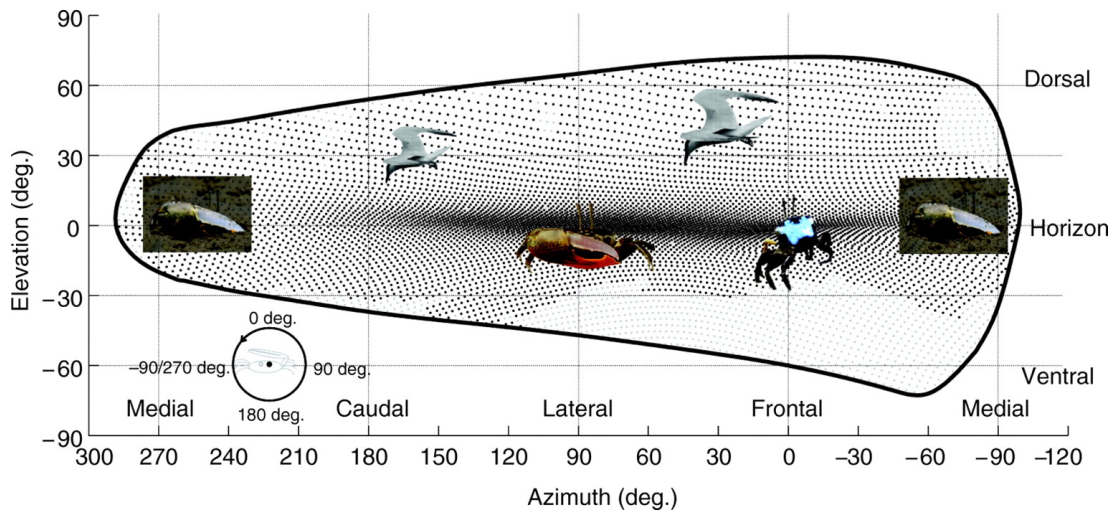 90
60
30
0
−30
−60
−90
Elevation (deg.)
Dorsal
Horizon
Ventral
0 deg.
−90/270 deg.
90 deg.
180 deg.
Medial
Caudal
Lateral
Frontal
Medial
300 270 240 210 180 150 120 90 60 30 0 −30 −60 −90 −120
Azimuth (deg.)